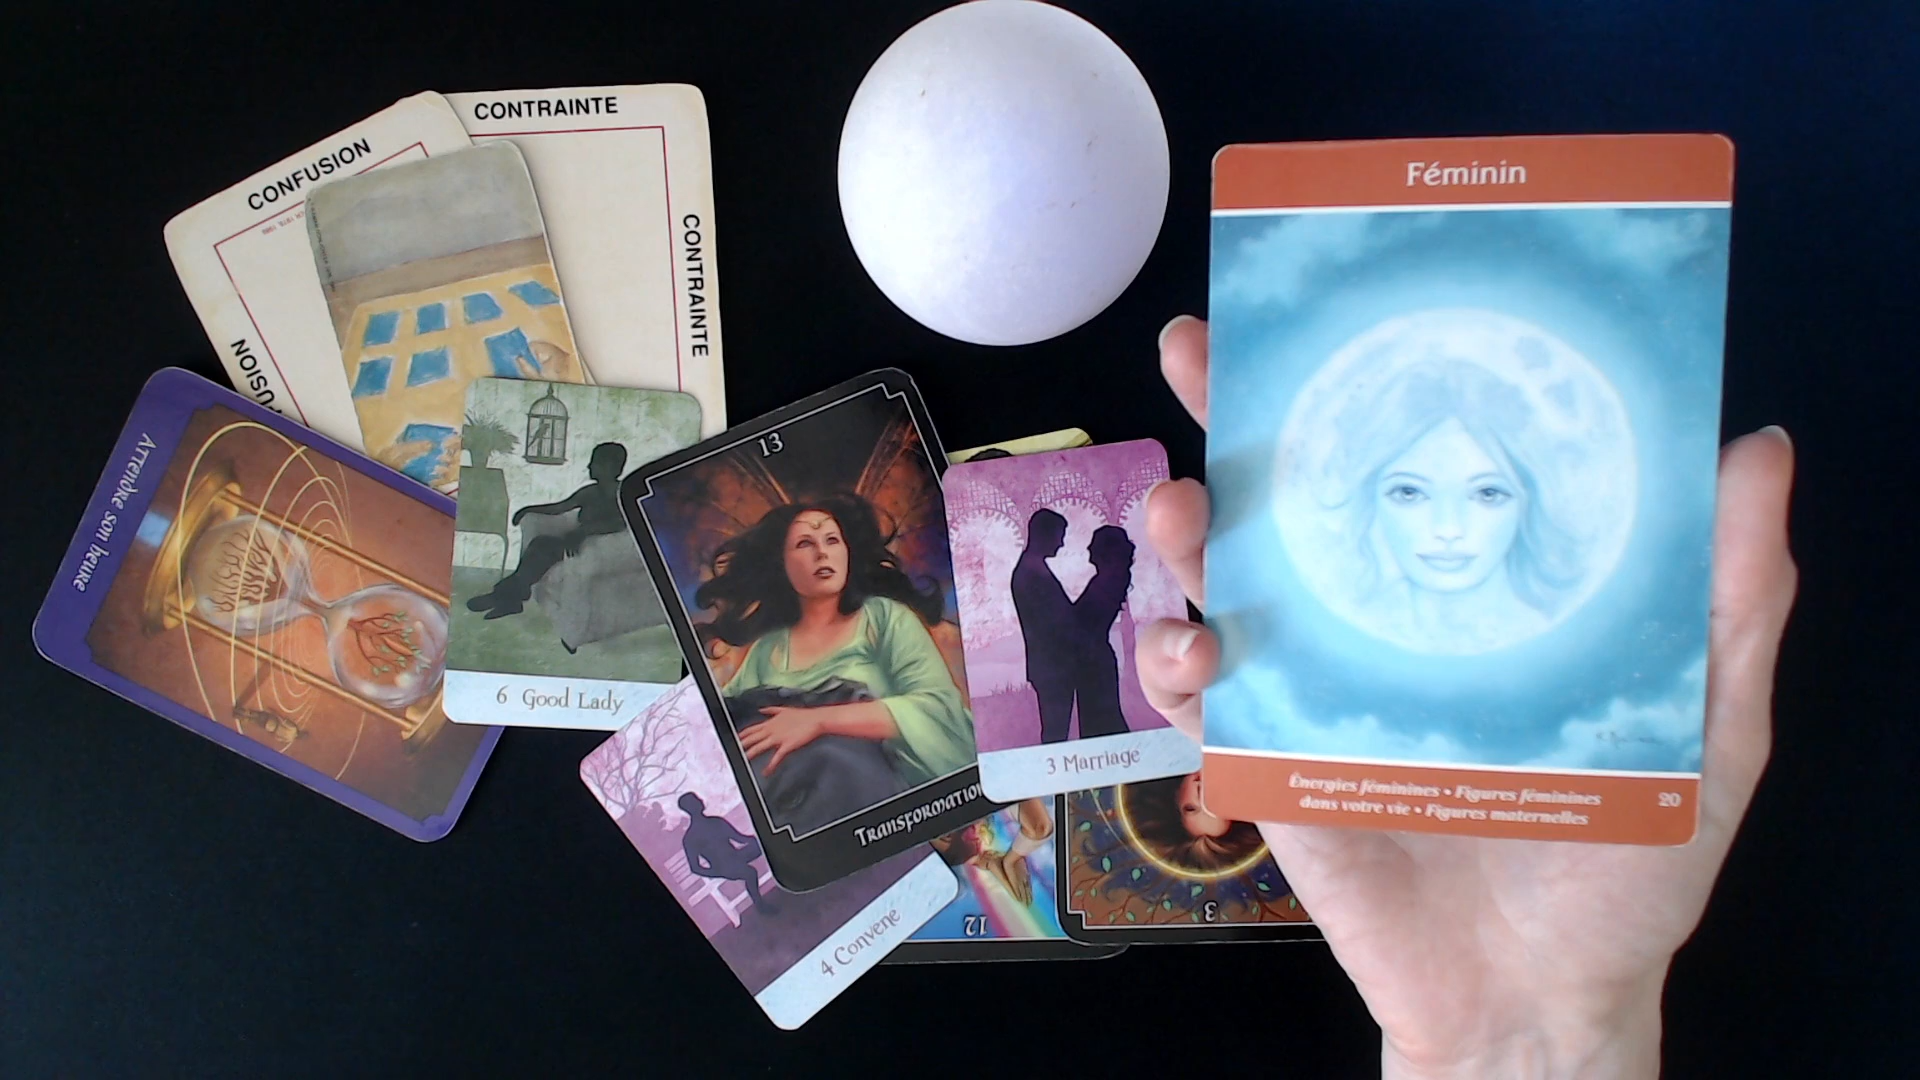 CONTRAINTE
CONTRAINTE
CONFUSION
Féminin
Attendre son heure
13
6 Good Lady
Transformation
3 Marriage
4 Convene
12
3
Énergies féminines • Figures féminines
dans votre vie • Figures maternelles
20